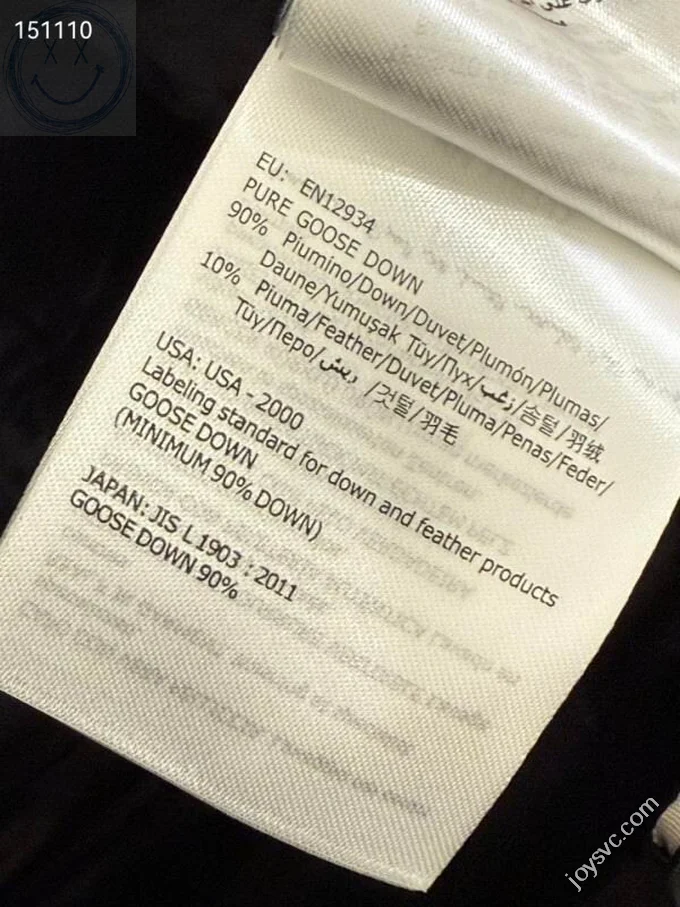 151110
EU: EN12934
PURE GOOSE DOWN
90% Piumino/Down/Duvet/Plumón/Plumas/
Daune/Yumuşak Tüy/Пух/زغب/솜털/羽绒
10% Piuma/Feather/Duvet/Pluma/Penas/Feder/
Tüy/Перо/ريش/깃털/羽毛
USA: USA - 2000
Labeling standard for down and feather products
GOOSE DOWN
(MINIMUM 90% DOWN)
JAPAN: JIS L 1903 : 2011
GOOSE DOWN 90%
joysvc.com